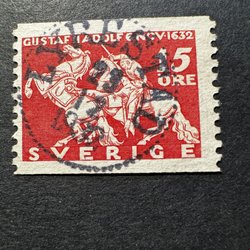 GUSTAF II ADOLF 6 NOV. 1632
15
ÖRE
SVERIGE